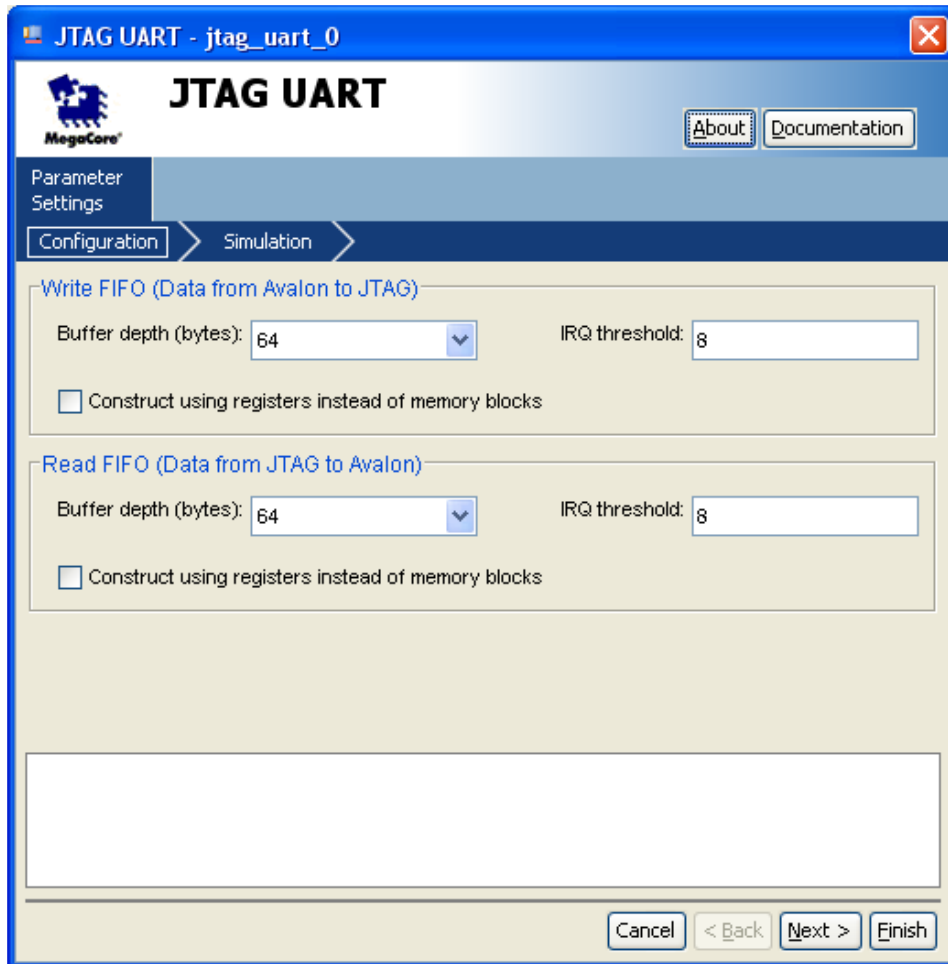 JTAG UART - jtag_uart_0
JTAG UART
MegaCore®
About Documentation
Parameter
Settings
Configuration Simulation
Write FIFO (Data from Avalon to JTAG)
Buffer depth (bytes): 64 IRQ threshold: 8
Construct using registers instead of memory blocks
Read FIFO (Data from JTAG to Avalon)
Buffer depth (bytes): 64 IRQ threshold: 8
Construct using registers instead of memory blocks
Cancel < Back Next > Finish